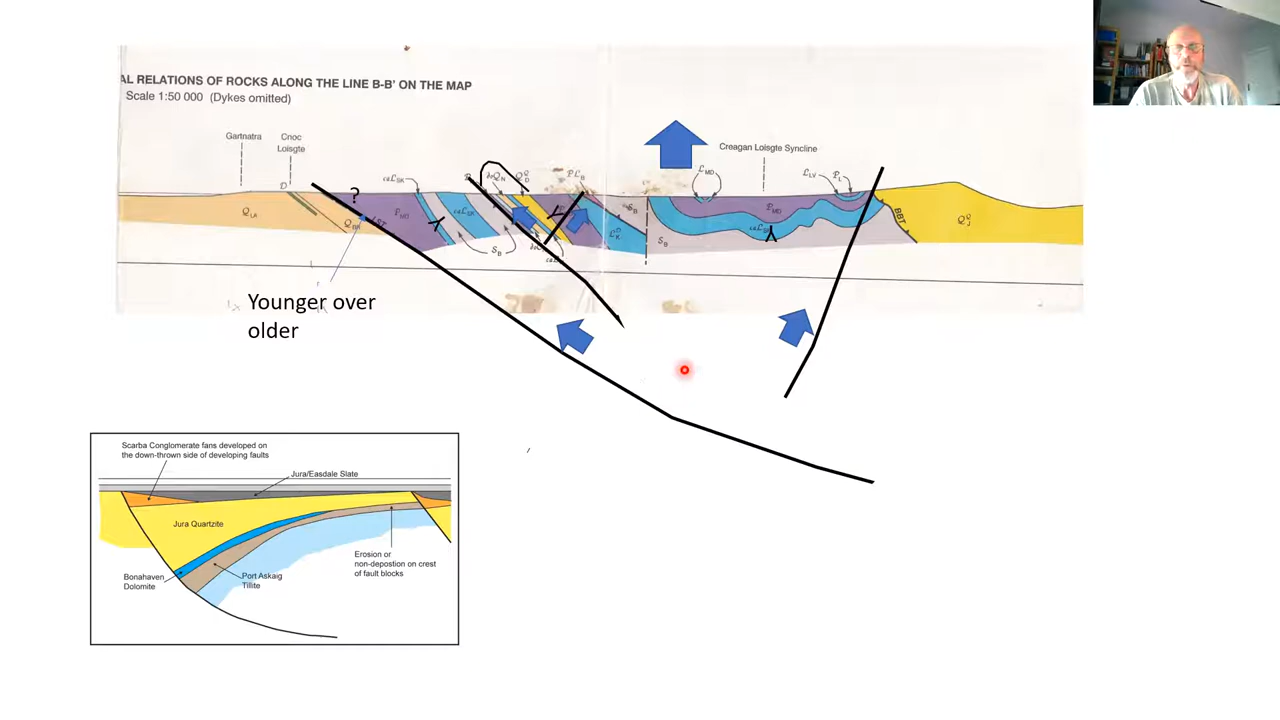 AL RELATIONS OF ROCKS ALONG THE LINE B-B' ON THE MAP
Scale 1:50 000 (Dykes omitted)
Gartnatra
Cnoc
Loisgte
Creagan Loisgte Syncline
D
?
BBT
Younger over
older
Scarba Conglomerate fans developed on
the down-thrown side of developing faults
Jura/Easdale Slate
Jura Quartzite
Bonahaven
Dolomite
Port Askaig
Tillite
Erosion or
non-depostion on crest
of fault blocks